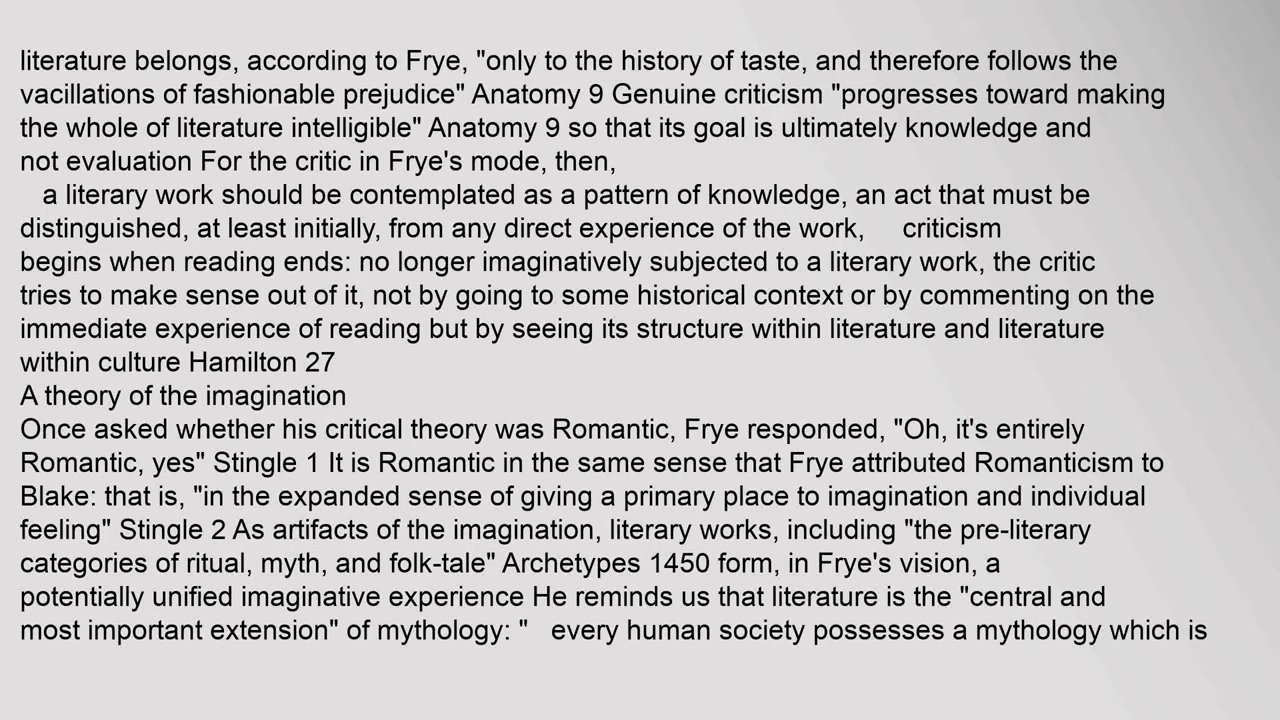 literature belongs, according to Frye, "only to the history of taste, and therefore follows the
vacillations of fashionable prejudice" Anatomy 9 Genuine criticism "progresses toward making
the whole of literature intelligible" Anatomy 9 so that its goal is ultimately knowledge and
not evaluation For the critic in Frye's mode, then,
a literary work should be contemplated as a pattern of knowledge, an act that must be
distinguished, at least initially, from any direct experience of the work,     criticism
begins when reading ends: no longer imaginatively subjected to a literary work, the critic
tries to make sense out of it, not by going to some historical context or by commenting on the
immediate experience of reading but by seeing its structure within literature and literature
within culture Hamilton 27
A theory of the imagination
Once asked whether his critical theory was Romantic, Frye responded, "Oh, it's entirely
Romantic, yes" Stingle 1 It is Romantic in the same sense that Frye attributed Romanticism to
Blake: that is, "in the expanded sense of giving a primary place to imagination and individual
feeling" Stingle 2 As artifacts of the imagination, literary works, including "the pre-literary
categories of ritual, myth, and folk-tale" Archetypes 1450 form, in Frye's vision, a
potentially unified imaginative experience He reminds us that literature is the "central and
most important extension" of mythology: "   every human society possesses a mythology which is